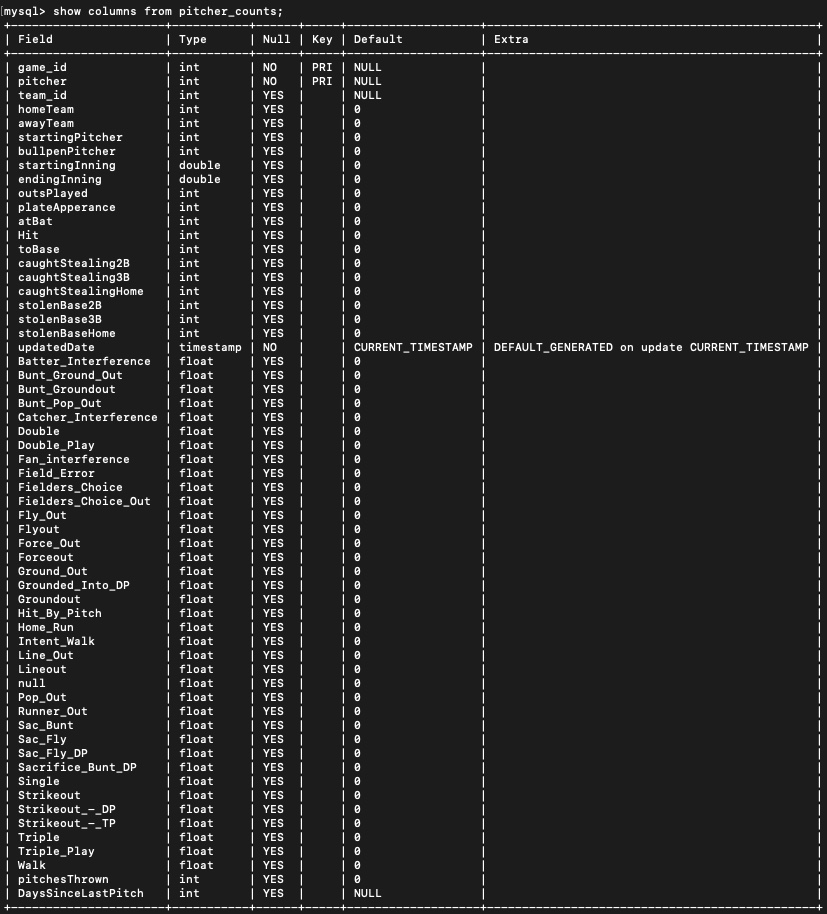 [mysql> show columns from pitcher_counts;
| Field | Type | Null | Key | Default | Extra |
| game_id | int | NO | PRI | NULL | |
| pitcher | int | NO | PRI | NULL | |
| team_id | int | YES | | NULL | |
| homeTeam | int | YES | | 0 | |
| awayTeam | int | YES | | 0 | |
| startingPitcher | int | YES | | 0 | |
| bullpenPitcher | int | YES | | 0 | |
| startingInning | double | YES | | 0 | |
| endingInning | double | YES | | 0 | |
| outsPlayed | int | YES | | 0 | |
| plateApperance | int | YES | | 0 | |
| atBat | int | YES | | 0 | |
| Hit | int | YES | | 0 | |
| toBase | int | YES | | 0 | |
| caughtStealing2B | int | YES | | 0 | |
| caughtStealing3B | int | YES | | 0 | |
| caughtStealingHome | int | YES | | 0 | |
| stolenBase2B | int | YES | | 0 | |
| stolenBase3B | int | YES | | 0 | |
| stolenBaseHome | int | YES | | 0 | |
| updatedDate | timestamp | NO | | CURRENT_TIMESTAMP | DEFAULT_GENERATED on update CURRENT_TIMESTAMP |
| Batter_Interference | float | YES | | 0 | |
| Bunt_Ground_Out | float | YES | | 0 | |
| Bunt_Groundout | float | YES | | 0 | |
| Bunt_Pop_Out | float | YES | | 0 | |
| Catcher_Interference | float | YES | | 0 | |
| Double | float | YES | | 0 | |
| Double_Play | float | YES | | 0 | |
| Fan_interference | float | YES | | 0 | |
| Field_Error | float | YES | | 0 | |
| Fielders_Choice | float | YES | | 0 | |
| Fielders_Choice_Out | float | YES | | 0 | |
| Fly_Out | float | YES | | 0 | |
| Flyout | float | YES | | 0 | |
| Force_Out | float | YES | | 0 | |
| Forceout | float | YES | | 0 | |
| Ground_Out | float | YES | | 0 | |
| Grounded_Into_DP | float | YES | | 0 | |
| Groundout | float | YES | | 0 | |
| Hit_By_Pitch | float | YES | | 0 | |
| Home_Run | float | YES | | 0 | |
| Intent_Walk | float | YES | | 0 | |
| Line_Out | float | YES | | 0 | |
| Lineout | float | YES | | 0 | |
| null | float | YES | | 0 | |
| Pop_Out | float | YES | | 0 | |
| Runner_Out | float | YES | | 0 | |
| Sac_Bunt | float | YES | | 0 | |
| Sac_Fly | float | YES | | 0 | |
| Sac_Fly_DP | float | YES | | 0 | |
| Sacrifice_Bunt_DP | float | YES | | 0 | |
| Single | float | YES | | 0 | |
| Strikeout | float | YES | | 0 | |
| Strikeout_-_DP | float | YES | | 0 | |
| Strikeout_-_TP | float | YES | | 0 | |
| Triple | float | YES | | 0 | |
| Triple_Play | float | YES | | 0 | |
| Walk | float | YES | | 0 | |
| pitchesThrown | int | YES | | 0 | |
| DaysSinceLastPitch | int | YES | | NULL | |